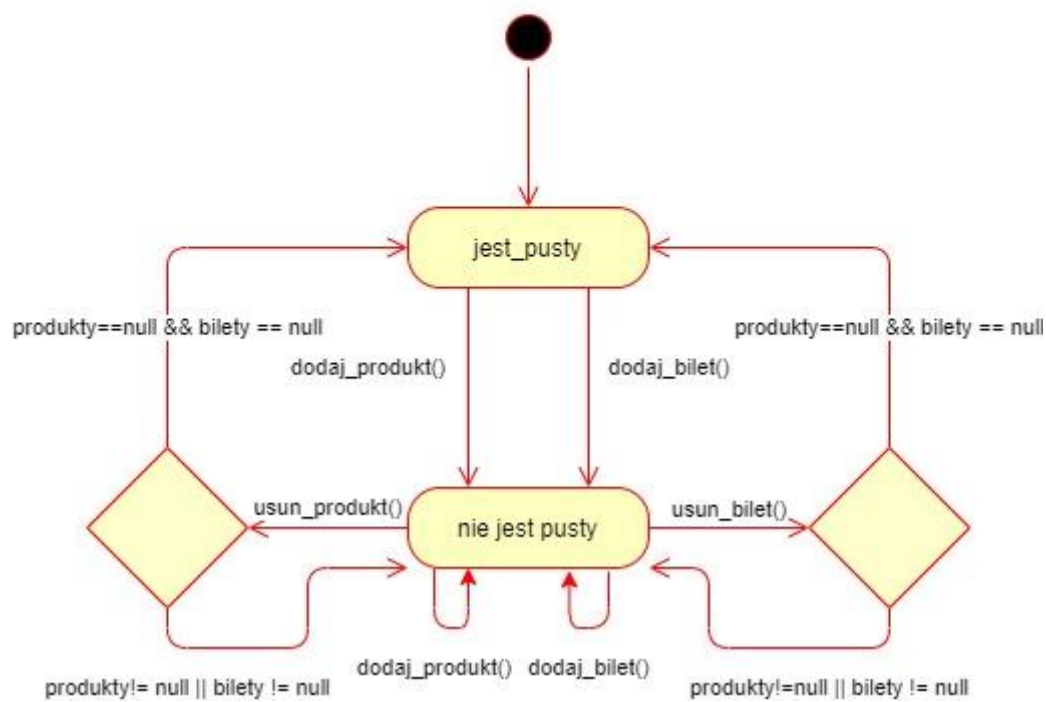 jest_pusty
produkty==null && bilety == null
produkty==null && bilety == null
dodaj_produkt()
dodaj_bilet()
usun_produkt()
nie jest pusty
usun_bilet()
dodaj_produkt()
dodaj_bilet()
produkty!= null || bilety != null
produkty!=null || bilety != null